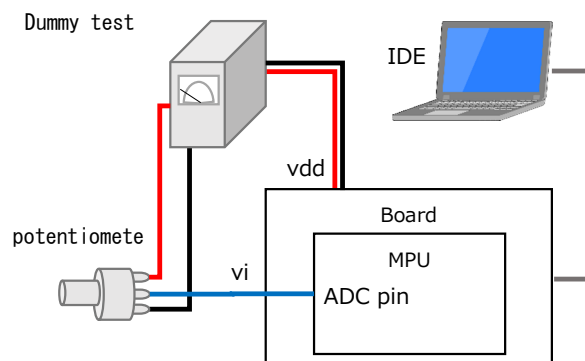 Dummy test
IDE
vdd
Board
potentiomete
MPU
vi
ADC pin